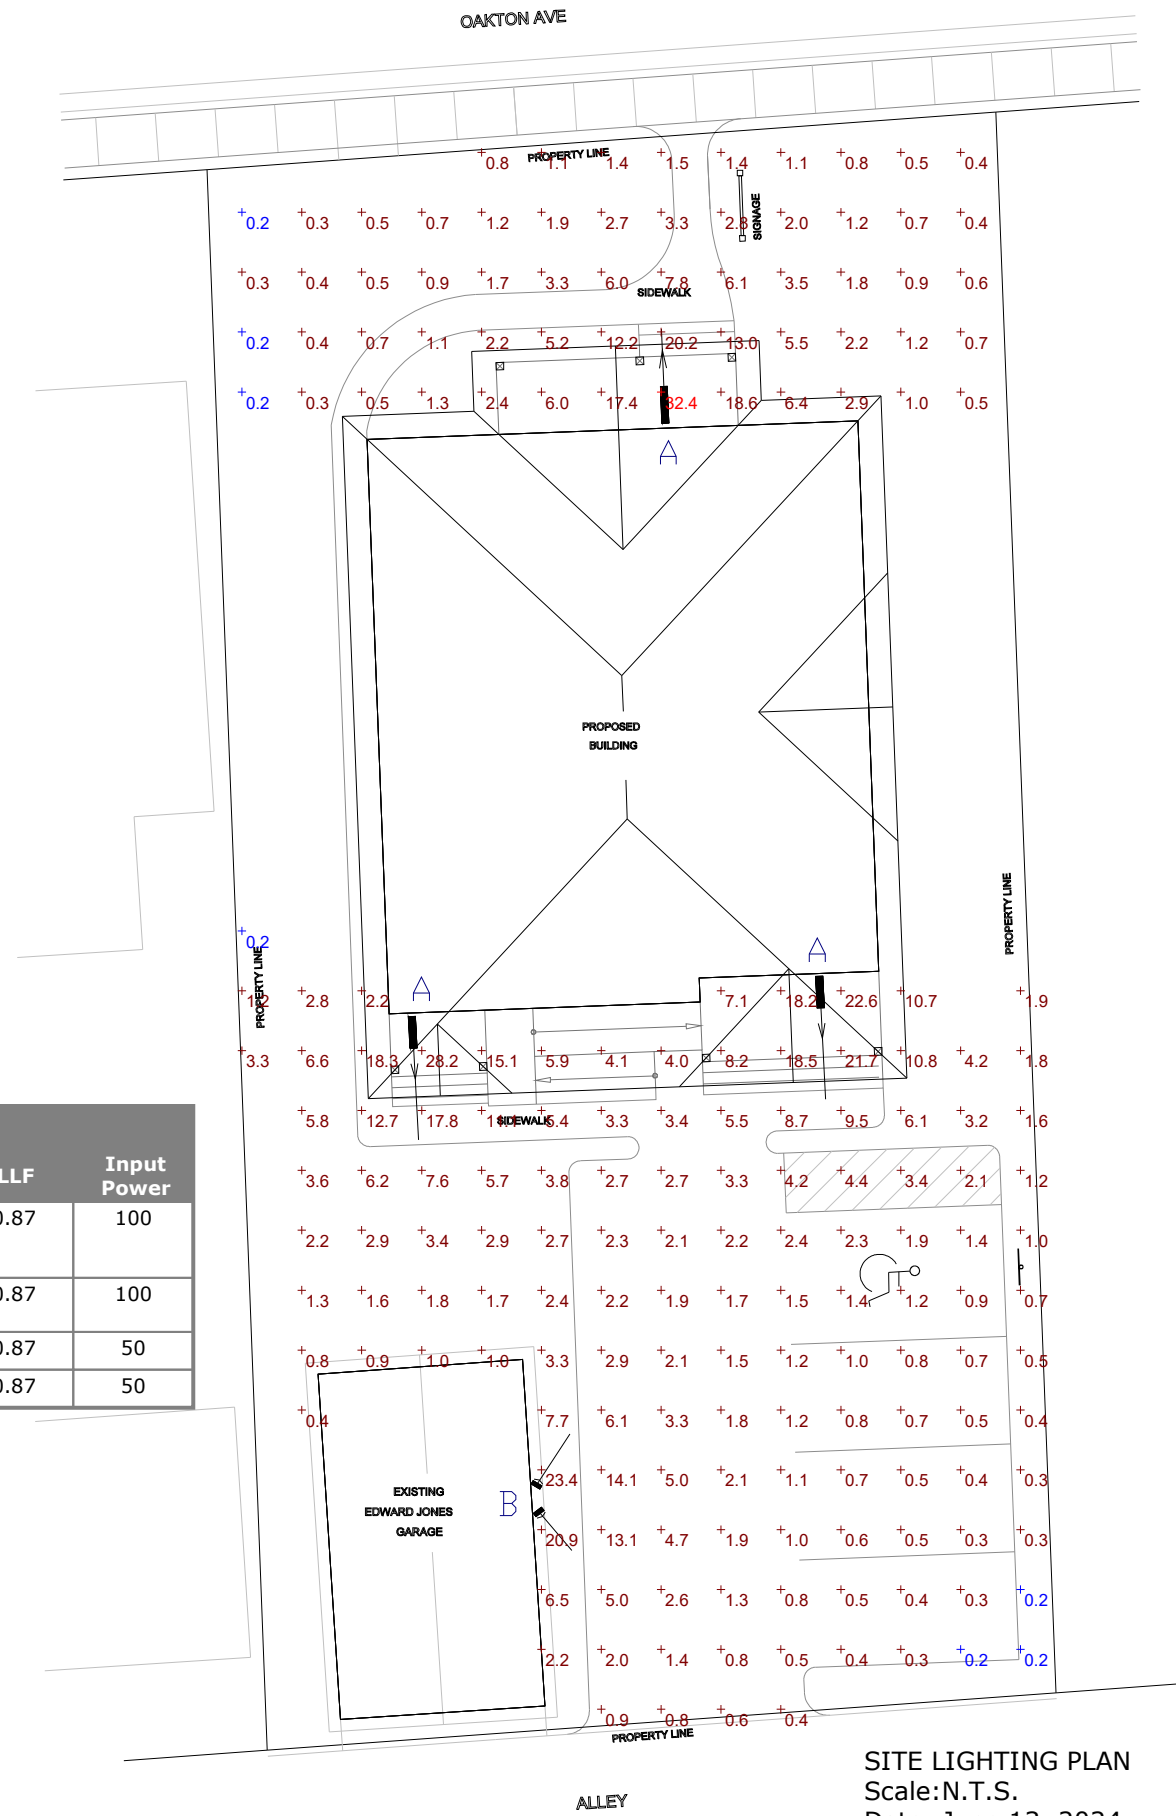 OAKTON AVE
0.8 1.1 1.4 1.5 1.4 1.1 0.8 0.5 0.4
PROPERTY LINE
0.2 0.3 0.5 0.7 1.2 1.9 2.7 3.3 2.8 2.0 1.2 0.7 0.4
SIGNAGE
0.3 0.4 0.5 0.9 1.7 3.3 6.0 7.8 6.1 3.5 1.8 0.9 0.6
SIDEWALK
0.2 0.4 0.7 1.1 2.2 5.2 12.2 20.2 13.0 5.5 2.2 1.2 0.7
0.2 0.3 0.5 1.3 2.4 6.0 17.4 32.4 18.6 6.4 2.9 1.0 0.5
A
PROPOSED
BUILDING
PROPERTY LINE
0.2
PROPERTY LINE
A
A
1.2 2.8 2.2 7.1 18.2 22.6 10.7 1.9
3.3 6.6 18.3 28.2 15.1 5.9 4.1 4.0 8.2 18.5 21.7 10.8 4.2 1.8
5.8 12.7 17.8 5.4 3.3 3.4 5.5 8.7 9.5 6.1 3.2 1.6
SIDEWALK
LLF
Input
Power
3.6 6.2 7.6 5.7 3.8 2.7 2.7 3.3 4.2 4.4 3.4 2.1 1.2
0.87 100
2.2 2.9 3.4 2.9 2.7 2.3 2.1 2.2 2.4 2.3 1.9 1.4 1.0
0.87 100
1.3 1.6 1.8 1.7 2.4 2.2 1.9 1.7 1.5 1.4 1.2 0.9 0.7
0.87 50
0.8 0.9 1.0 1.0 3.3 2.9 2.1 1.5 1.2 1.0 0.8 0.7 0.5
0.87 50
0.4 7.7 6.1 3.3 1.8 1.2 0.8 0.7 0.5 0.4
23.4 14.1 5.0 2.1 1.1 0.7 0.5 0.4 0.3
EXISTING
EDWARD JONES
GARAGE
B
20.9 13.1 4.7 1.9 1.0 0.6 0.5 0.3 0.3
6.5 5.0 2.6 1.3 0.8 0.5 0.4 0.3 0.2
2.2 2.0 1.4 0.8 0.5 0.4 0.3 0.2 0.2
0.9 0.8 0.6 0.4
PROPERTY LINE
SITE LIGHTING PLAN
Scale:N.T.S.
ALLEY